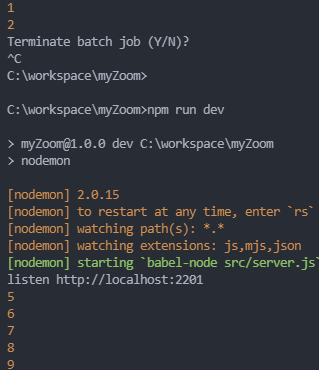 1
2
Terminate batch job (Y/N)?
^C
C:\workspace\myZoom>
C:\workspace\myZoom>npm run dev
> myZoom@1.0.0 dev C:\workspace\myZoom
> nodemon
[nodemon] 2.0.15
[nodemon] to restart at any time, enter `rs`
[nodemon] watching path(s): *.*
[nodemon] watching extensions: js,mjs,json
[nodemon] starting `babel-node src/server.js`
listen http://localhost:2201
5
6
7
8
9